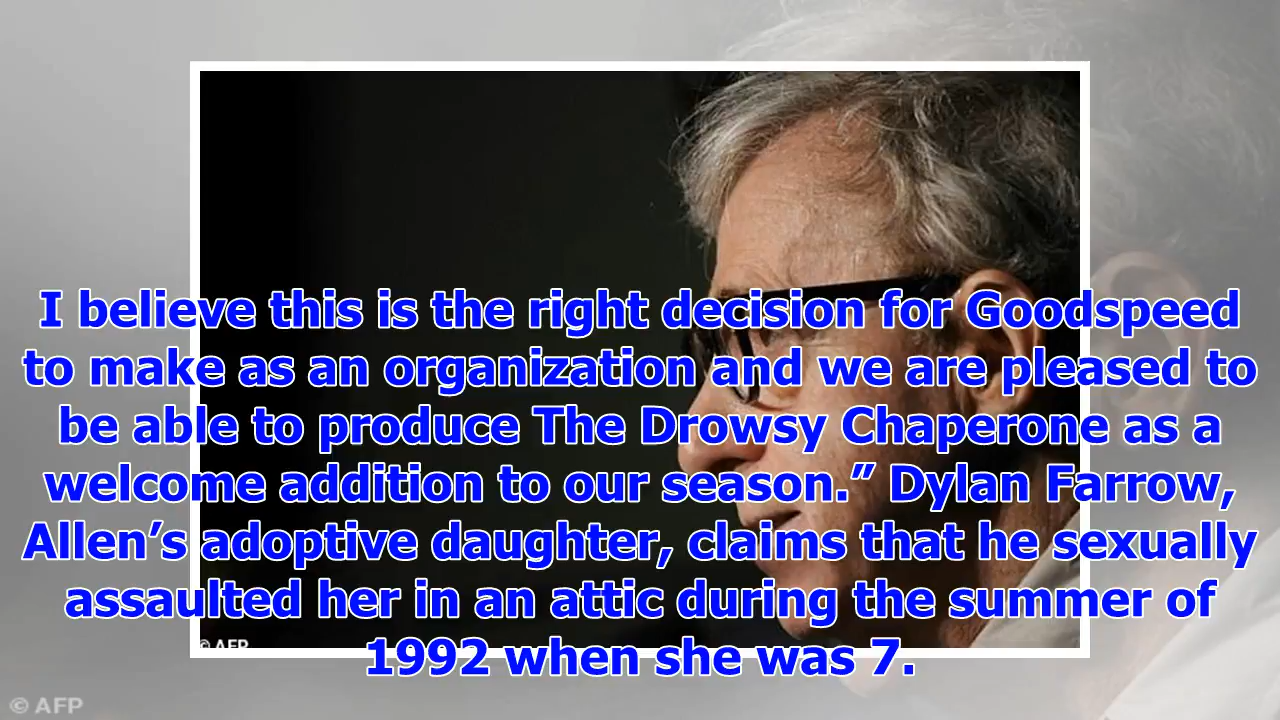 I believe this is the right decision for Goodspeed
to make as an organization and we are pleased to
be able to produce The Drowsy Chaperone as a
welcome addition to our season.” Dylan Farrow,
Allen’s adoptive daughter, claims that he sexually
assaulted her in an attic during the summer of
© AFP
1992 when she was 7.
© AFP